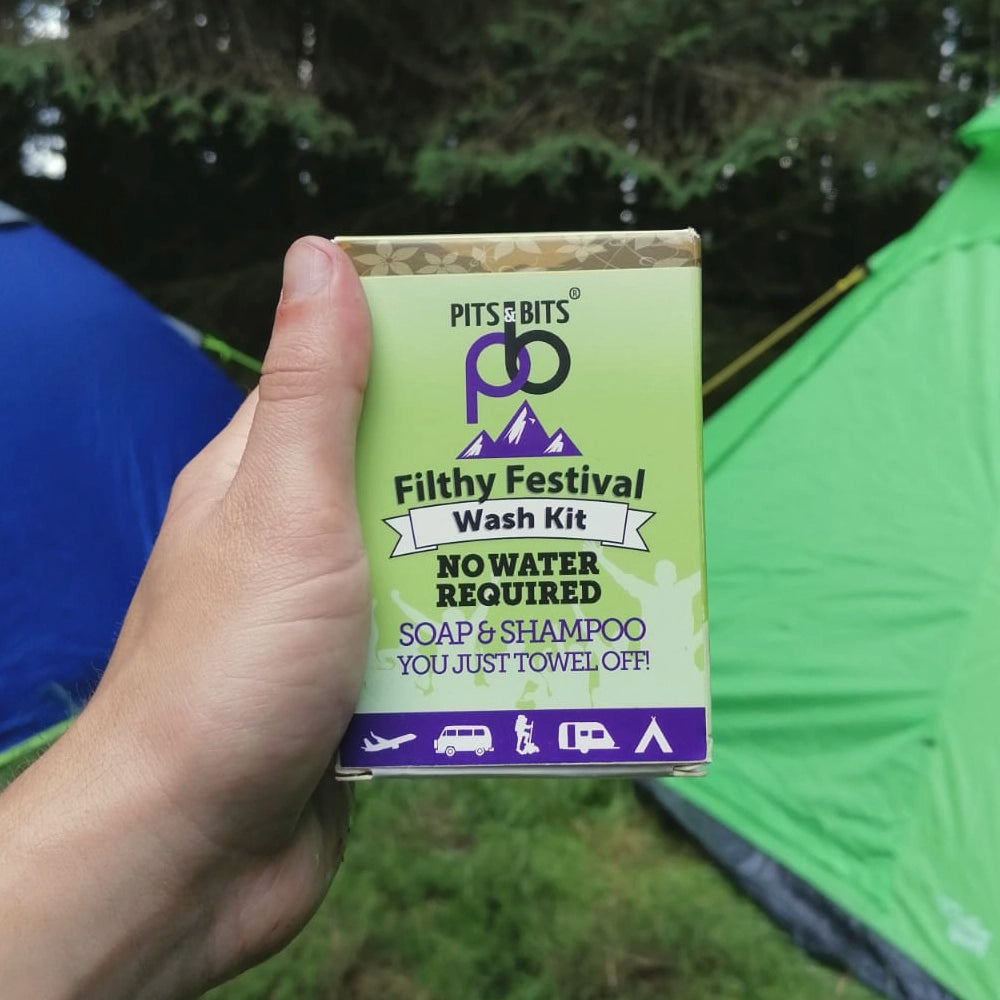 PITS & BITS®
pb
Filthy Festival
Wash Kit
NO WATER
REQUIRED
SOAP & SHAMPOO
YOU JUST TOWEL OFF!